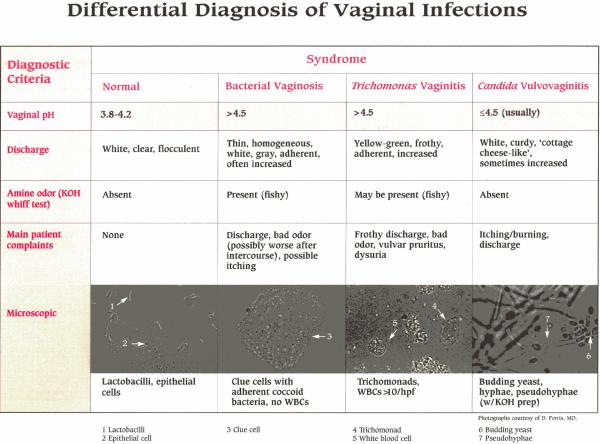 Differential Diagnosis of Vaginal Infections
Diagnostic
Criteria
Syndrome
Normal
Bacterial Vaginosis
Trichomonas Vaginitis
Candida Vulvovaginitis
Vaginal pH
3.8-4.2
>4.5
>4.5
≤4.5 (usually)
Discharge
White, clear, flocculent
Thin, homogeneous,
white, gray, adherent,
often increased
Yellow-green, frothy,
adherent, increased
White, curdy, 'cottage
cheese-like',
sometimes increased
Amine odor (KOH
whiff test)
Absent
Present (fishy)
May be present (fishy)
Absent
Main patient
complaints
None
Discharge, bad odor
(possibly worse after
intercourse), possible
itching
Frothy discharge, bad
odor, vulvar pruritus,
dysuria
Itching/burning,
discharge
Microscopic
1
2
3
4
5
7
6
Lactobacilli, epithelial
cells
Clue cells with
adherent coccoid
bacteria, no WBCs
Trichomonads,
WBCs >10/hpf
Budding yeast,
hyphae, pseudohyphae
(w/KOH prep)
Photographs courtesy of D. Ferris, MD.
1 Lactobacilli
2 Epithelial cell
3 Clue cell
4 Trichomonad
5 White blood cell
6 Budding yeast
7 Pseudohyphae